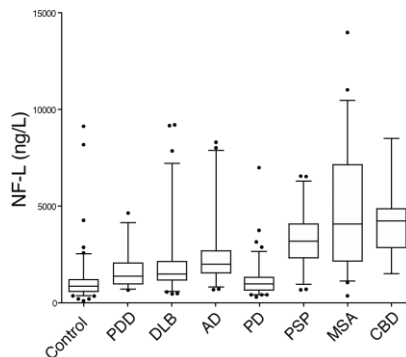 15000
10000
5000
0
NF-L (ng/L)
Control
PDD
DLB
AD
PD
PSP
MSA
CBD